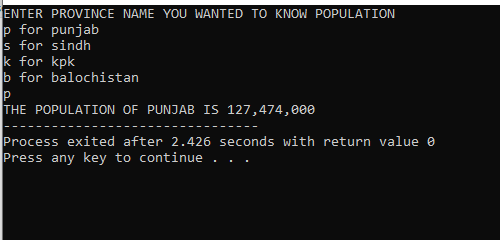 ENTER PROVINCE NAME YOU WANTED TO KNOW POPULATION
p for punjab
s for sindh
k for kpk
b for balochistan
p
THE POPULATION OF PUNJAB IS 127,474,000
--------------------------------
Process exited after 2.426 seconds with return value 0
Press any key to continue . . .